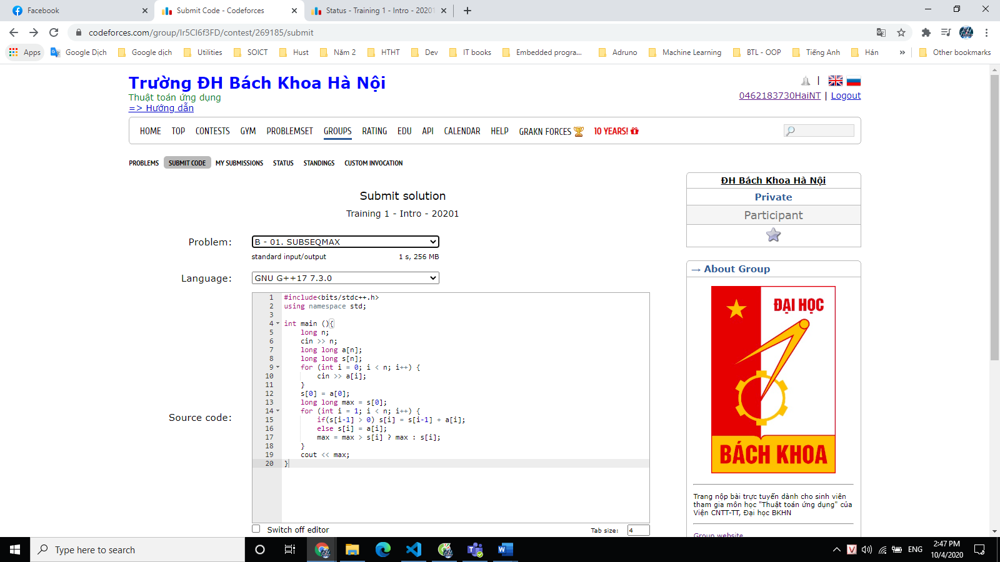 Facebook
Submit Code - Codeforces
Status - Training 1 - Intro - 20201
codeforces.com/group/lr5Cl6f3FD/contest/269185/submit
Apps Google Dịch Google dịch Utilities SOICT Hust Năm 2 HTHT Dev IT books Embedded progra... Adruno Machine Learning BTL - OOP Tiếng Anh Hán » Other bookmarks
Trường ĐH Bách Khoa Hà Nội
Thuật toán ứng dụng
=> Hướng dẫn
|
0462183730HaiNT | Logout
HOME TOP CONTESTS GYM PROBLEMSET GROUPS RATING EDU API CALENDAR HELP GRAKN FORCES 10 YEARS!
PROBLEMS SUBMIT CODE MY SUBMISSIONS STATUS STANDINGS CUSTOM INVOCATION
Submit solution
Training 1 - Intro - 20201
Problem: B - 01. SUBSEQMAX
standard input/output 1 s, 256 MB
Language: GNU G++17 7.3.0
Source code:
1 #include<bits/stdc++.h>
2 using namespace std;
3
4 int main (){
5 long n;
6 cin >> n;
7 long long a[n];
8 long long s[n];
9 for (int i = 0; i < n; i++) {
10 cin >> a[i];
11 }
12 s[0] = a[0];
13 long long max = s[0];
14 for (int i = 1; i < n; i++) {
15 if(s[i-1] > 0) s[i] = s[i-1] + a[i];
16 else s[i] = a[i];
17 max = max > s[i] ? max : s[i];
18 }
19 cout << max;
20 }
Switch off editor Tab size: 4
ĐH Bách Khoa Hà Nội
Private
Participant
→ About Group
ĐẠI HỌC
BÁCH KHOA
Trang nộp bài trực tuyến dành cho sinh viên
tham gia môn học "Thuật toán ứng dụng" của
Viện CNTT-TT, Đại học BKHN
Group website
Type here to search
ENG
2:47 PM
10/4/2020